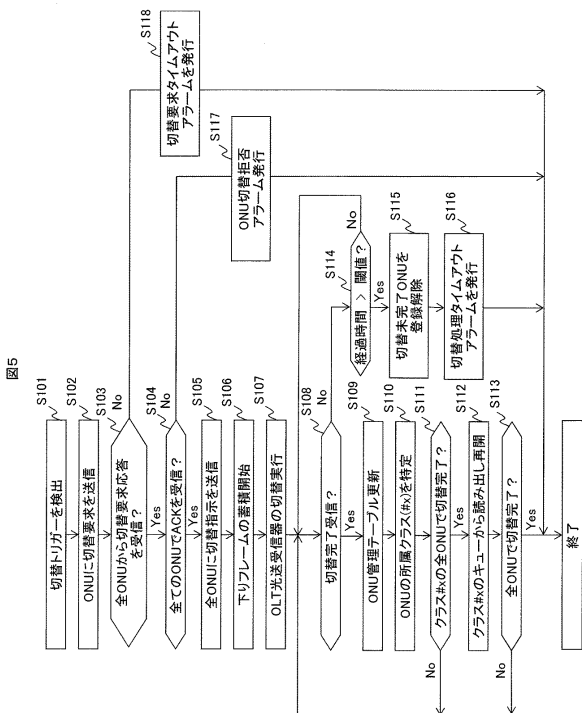 図5
S101
切替トリガーを検出
S102
ONUに切替要求を送信
S103
全ONUから切替要求応答
を受信？
No
Yes
S104
全てのONUでACKを受信？
No
Yes
S105
全ONUに切替指示を送信
S106
下りフレームの蓄積開始
S107
OLT光送受信器の切替実行
S108
切替完了受信？
No
Yes
S109
ONU管理テーブル更新
S110
ONUの所属クラス(#x)を特定
S111
クラス#xの全ONUで切替完了？
No
Yes
S112
クラス#xのキューから読み出し再開
S113
全ONUで切替完了？
No
Yes
終了
S114
経過時間 > 閾値？
No
Yes
S115
切替未完了ONUを
登録解除
S116
切替処理タイムアウト
アラームを発行
S117
ONU切替拒否
アラーム発行
S118
切替要求タイムアウト
アラームを発行